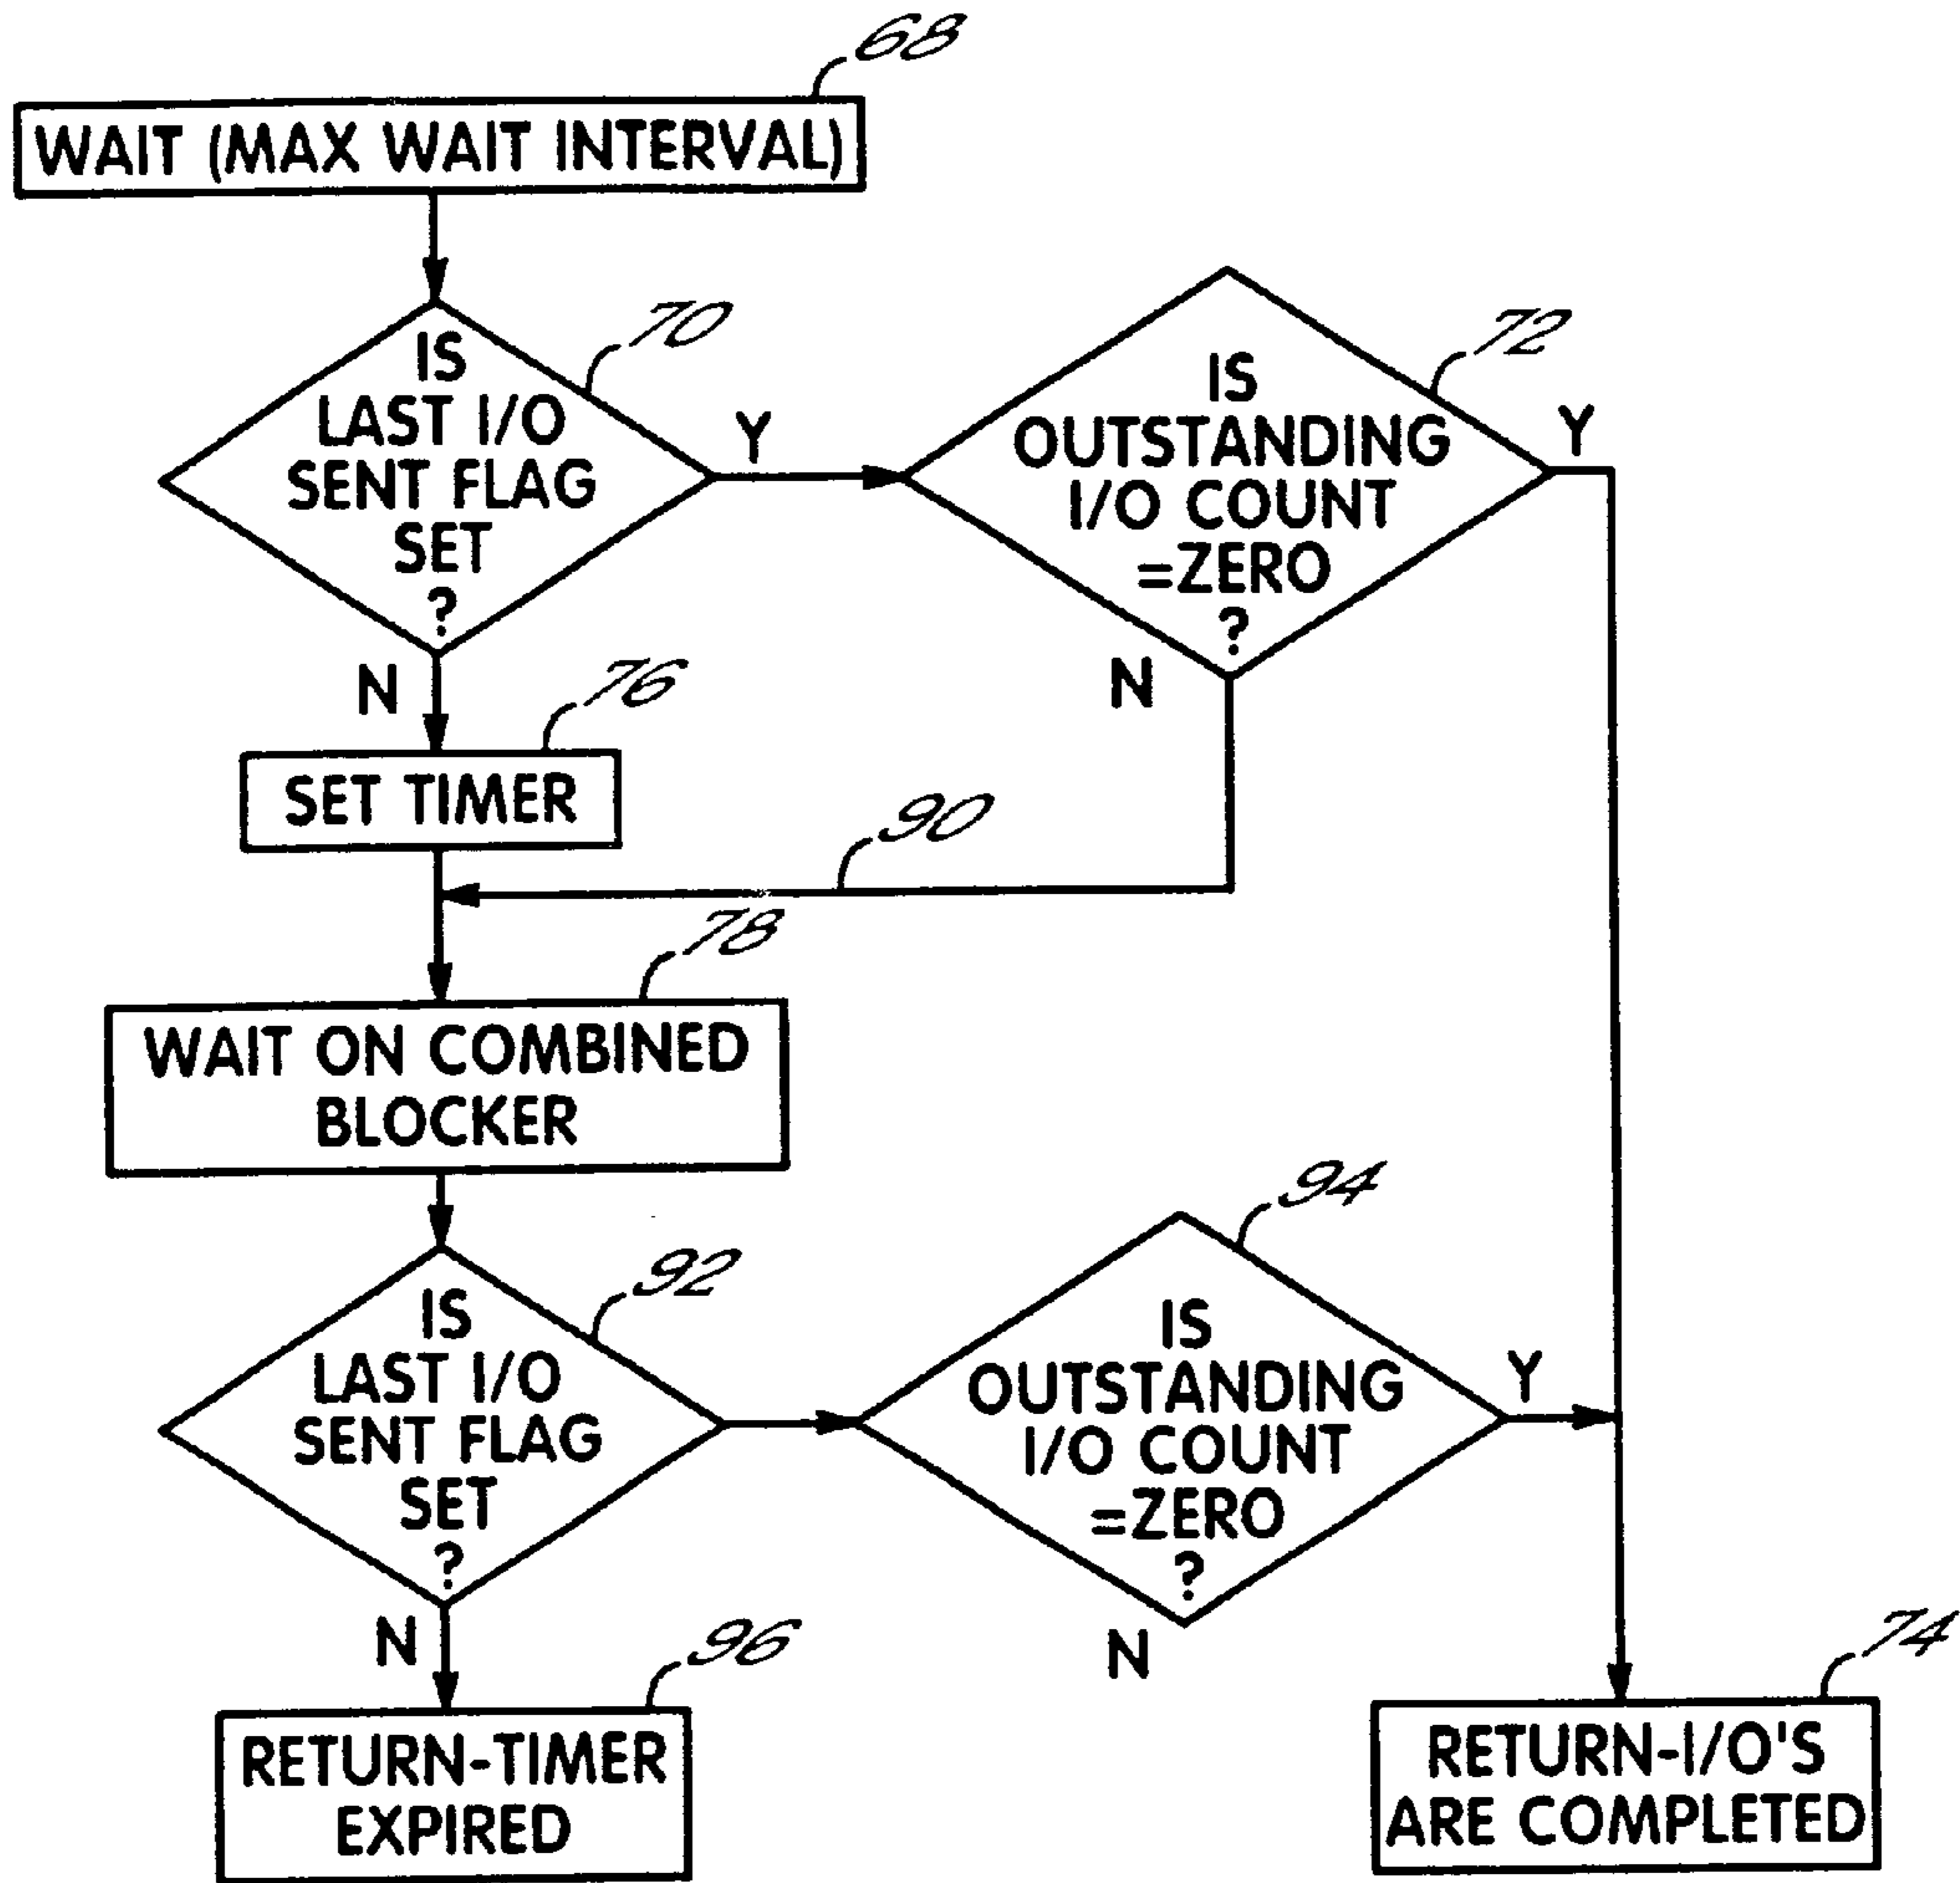 68
WAIT (MAX WAIT INTERVAL)
70
IS
LAST I/O
SENT FLAG
SET
?
Y
N
72
IS
OUTSTANDING
I/O COUNT
=ZERO
?
Y
N
76
SET TIMER
90
78
WAIT ON COMBINED
BLOCKER
92
IS
LAST I/O
SENT FLAG
SET
?
N
94
IS
OUTSTANDING
I/O COUNT
=ZERO
?
Y
N
96
RETURN-TIMER
EXPIRED
74
RETURN-I/O'S
ARE COMPLETED